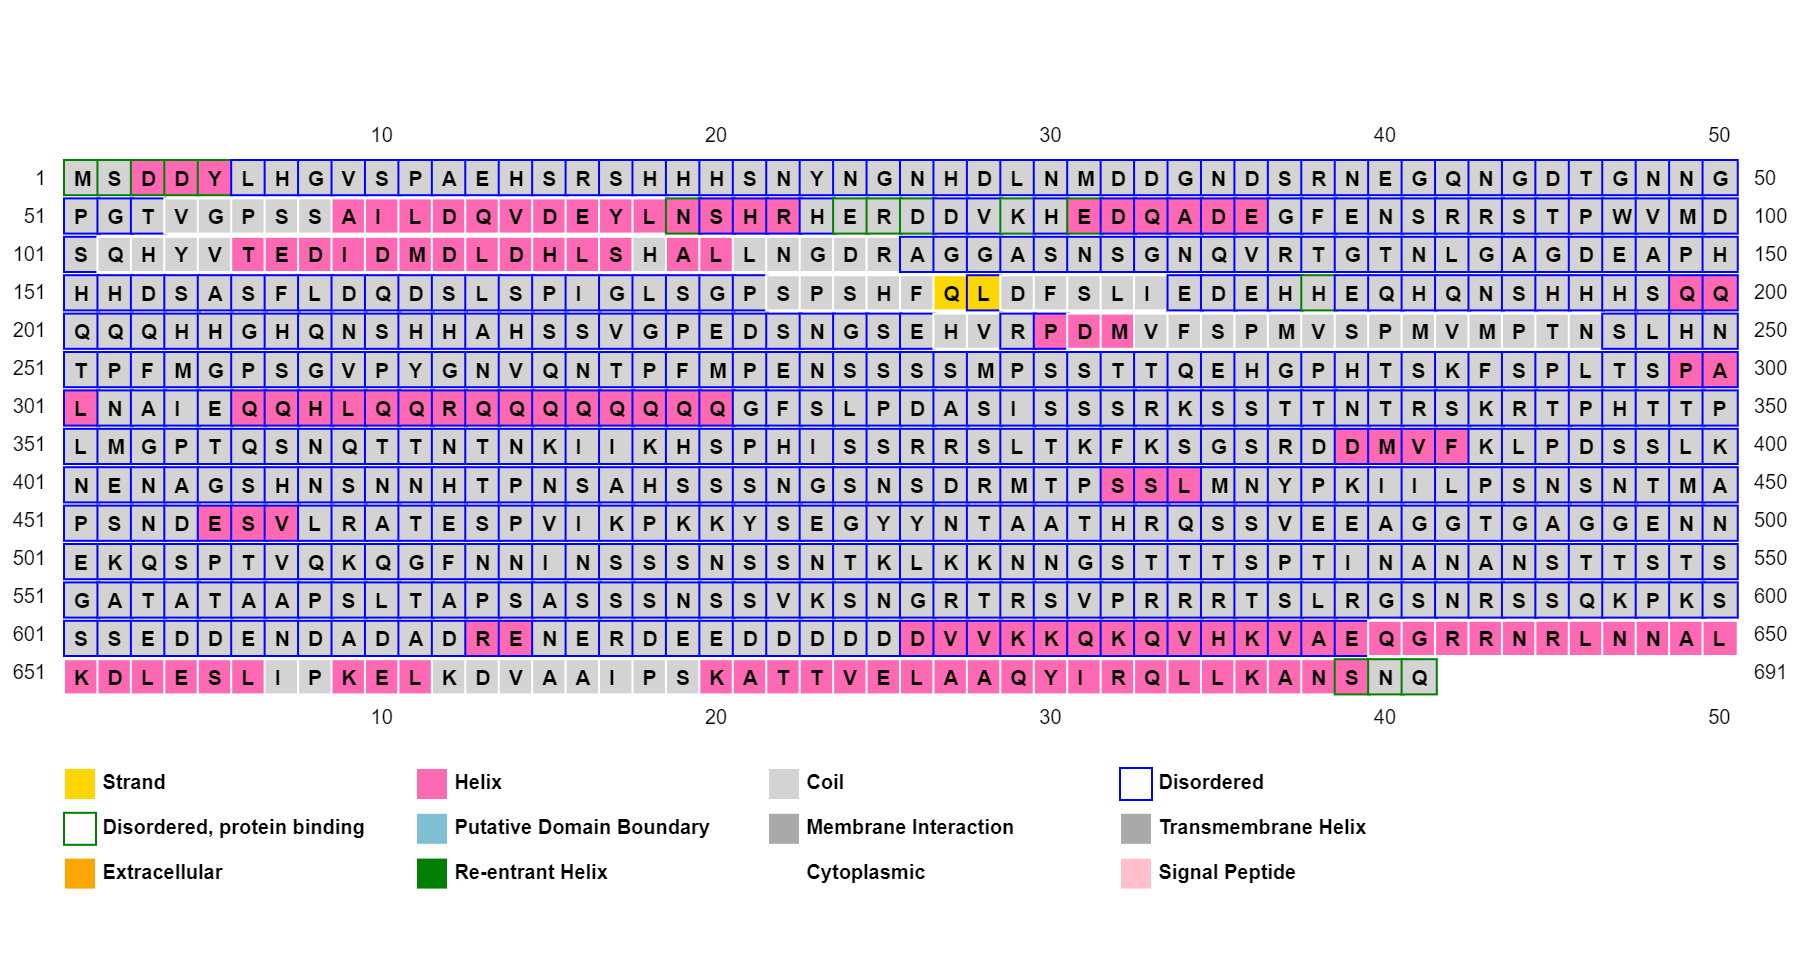 10 20 30 40 50
1 M S D D Y L H G V S P A E H S R S H H H S N Y N G N H D L N M D D G N D S R N E G Q N G D T G N N G 50
51 P G T V G P S S A I L D Q V D E Y L N S H R H E R D D V K H E D Q A D E G F E N S R R S T P W V M D 100
101 S Q H Y V T E D I D M D L D H L S H A L L N G D R A G G A S N S G N Q V R T G T N L G A G D E A P H 150
151 H H D S A S F L D Q D S L S P I G L S G P S P S H F Q L D F S L I E D E H H E Q H Q N S H H H S Q Q 200
201 Q Q Q H H G H Q N S H H A H S S V G P E D S N G S E H V R P D M V F S P M V S P M V M P T N S L H N 250
251 T P F M G P S G V P Y G N V Q N T P F M P E N S S S S M P S S T T Q E H G P H T S K F S P L T S P A 300
301 L N A I E Q Q H L Q Q R Q Q Q Q Q Q Q Q G F S L P D A S I S S S R K S S T T N T R S K R T P H T T P 350
351 L M G P T Q S N Q T T N T N K I I K H S P H I S S R R S L T K F K S G S R D D M V F K L P D S S L K 400
401 N E N A G S H N S N N H T P N S A H S S S N G S N S D R M T P S S L M N Y P K I I L P S N S N T M A 450
451 P S N D E S V L R A T E S P V I K P K K Y S E G Y Y N T A A T H R Q S S V E E A G G T G A G G E N N 500
501 E K Q S P T V Q K Q G F N N I N S S S N S S N T K L K K N N G S T T T S P T I N A N A N S T T S T S 550
551 G A T A T A A P S L T A P S A S S S N S S V K S N G R T R S V P R R R T S L R G S N R S S Q K P K S 600
601 S S E D D E N D A D A D R E N E R D E E D D D D D D V V K K Q K Q V H K V A E Q G R R N R L N N A L 650
651 K D L E S L I P K E L K D V A A I P S K A T T V E L A A Q Y I R Q L L K A N S N Q 691
10 20 30 40 50
Strand Helix Coil Disordered
Disordered, protein binding Putative Domain Boundary Membrane Interaction Transmembrane Helix
Extracellular Re-entrant Helix Cytoplasmic Signal Peptide